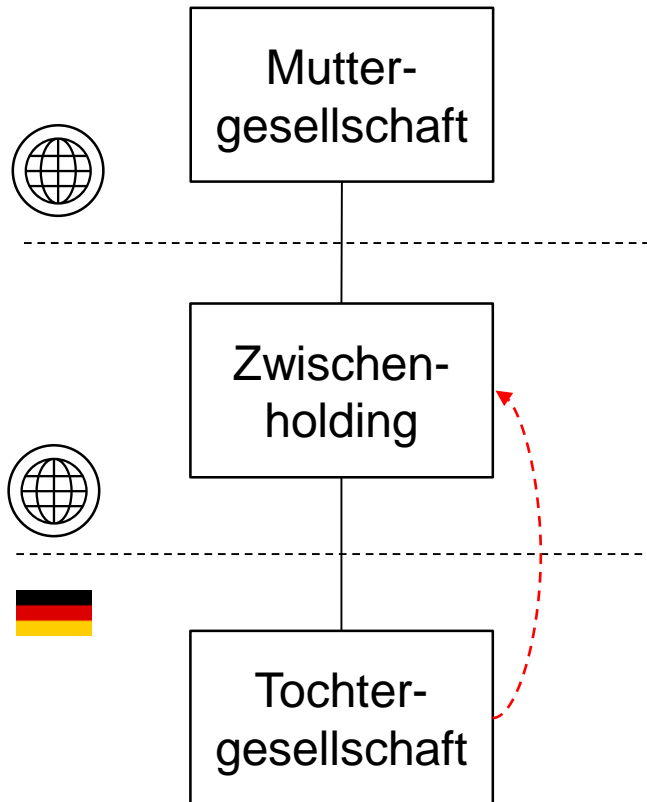 Mutter-
gesellschaft
Zwischen-
holding
Tochter-
gesellschaft